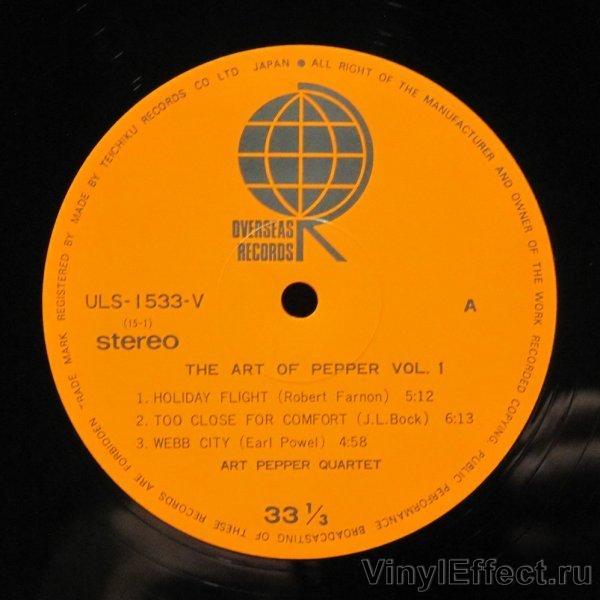 TRADE MARK REGISTERED BY MADE BY TEICHIKU RECORDS CO LTD JAPAN ● ALL RIGHT OF THE MANUFACTURER AND OWNER OF THE WORK RECORDED COPYING PUBLIC PERFORMANCE BROADCASTING OF THESE RECORDS ARE FORBIDDEN
OVERSEAS
RECORDS
ULS-1533-V
A
(15-1)
stereo
THE ART OF PEPPER VOL. 1
1. HOLIDAY FLIGHT (Robert Farnon) 5:12
2. TOO CLOSE FOR COMFORT (J.L.Bock) 6:13
3. WEBB CITY (Earl Powel) 4:58
ART PEPPER QUARTET
33 1/3
VinylEffect.ru